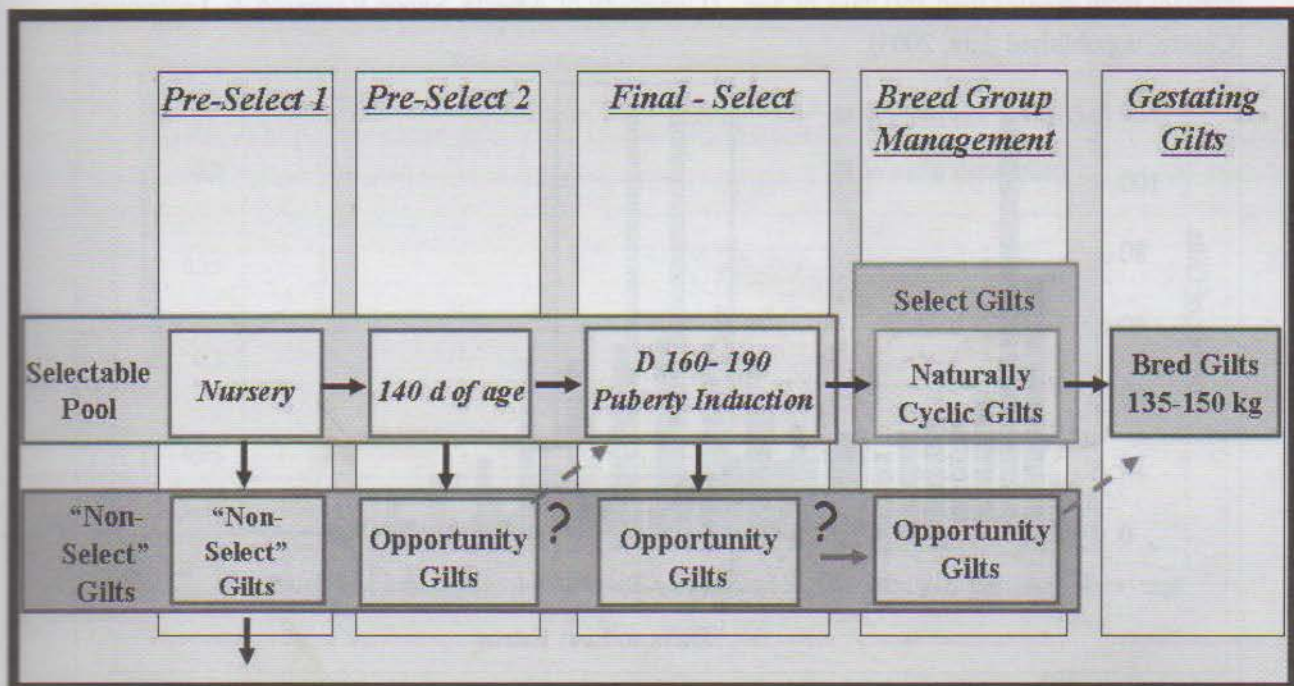 Pre-Select 1
Pre-Select 2
Final - Select
Breed Group
Management
Gestating
Gilts
Selectable
Pool
Nursery
140 d of age
D 160- 190
Puberty Induction
Select Gilts
Naturally
Cyclic Gilts
Bred Gilts
135-150 kg
"Non-
Select"
Gilts
"Non-
Select"
Gilts
Opportunity
Gilts
?
Opportunity
Gilts
?
Opportunity
Gilts